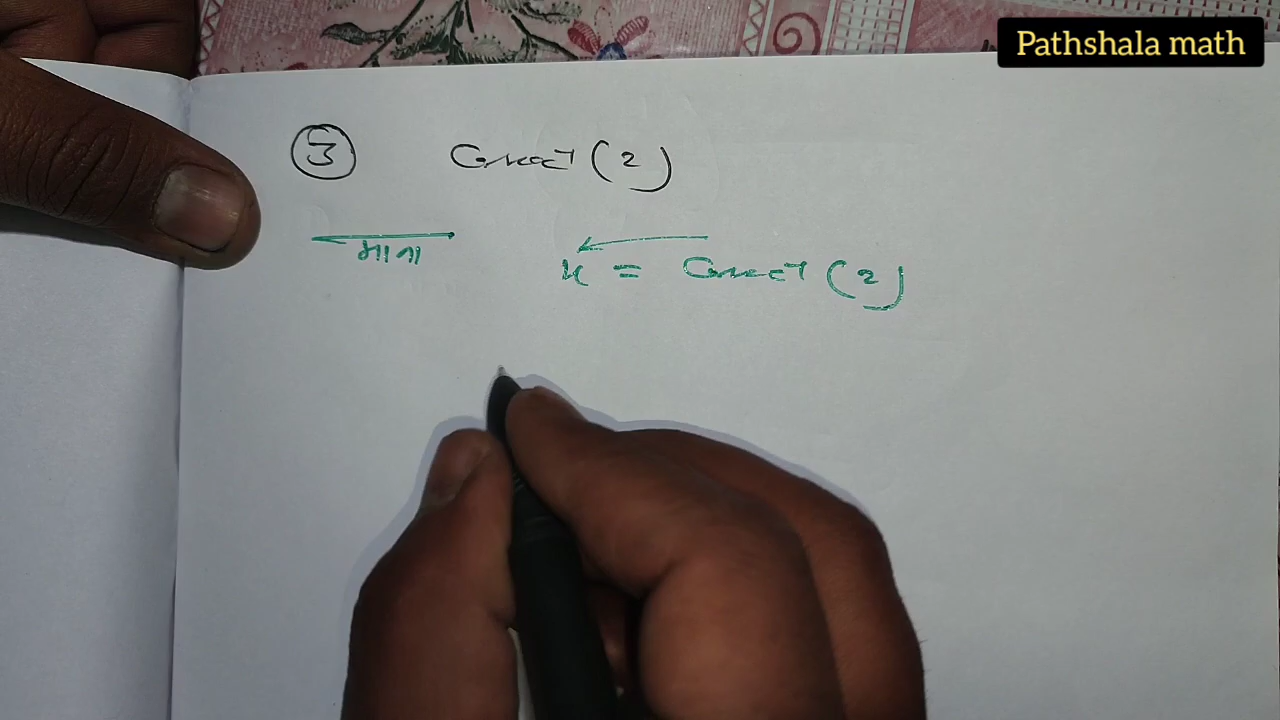 Pathshala math
③ Cosec⁻¹(2)
माना x = Cosec⁻¹(2)